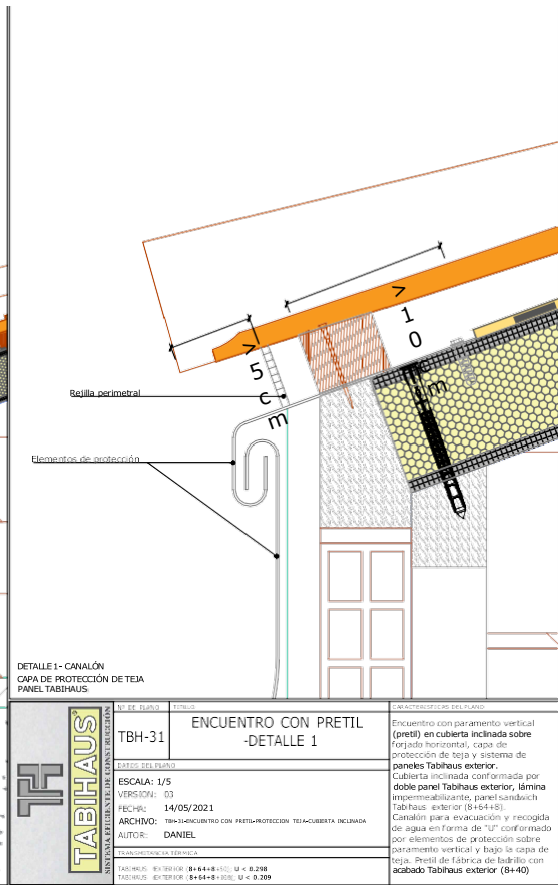 > 10 cm
> 5 cm
Rejilla perimetral
Elementos de protección
DETALLE 1 - CANALÓN
CAPA DE PROTECCIÓN DE TEJA
PANEL TABIHAUS
TABIHAUS®
SISTEMA EFICIENTE DE CONSTRUCCIÓN
Nº DE PLANO
TBH-31
TITULO
ENCUENTRO CON PRETIL
-DETALLE 1
DATOS DEL PLANO
ESCALA: 1/5
VERSION: 03
FECHA: 14/05/2021
ARCHIVO: TBH-31-ENCUENTRO CON PRETIL-PROTECCION TEJA-CUBIERTA INCLINADA
AUTOR: DANIEL
TRANSMITANCIA TÉRMICA
TABIHAUS EXTERIOR (8+64+8+50): U < 0.298
TABIHAUS EXTERIOR (8+64+8+ U < 0.209
CARACTERISTICAS DEL PLANO
Encuentro con paramento vertical
(pretil) en cubierta inclinada sobre
forjado horizontal, capa de
protección de teja y sistema de
paneles Tabihaus exterior.
Cubierta inclinada conformada por
doble panel Tabihaus exterior, lámina
impermeabilizante, panel sandwich
Tabihaus exterior (8+64+8).
Canalón para evacuación y recogida
de agua en forma de "U" conformado
por elementos de protección sobre
paramento vertical y bajo la capa de
teja. Pretil de fábrica de ladrillo con
acabado Tabihaus exterior (8+40)